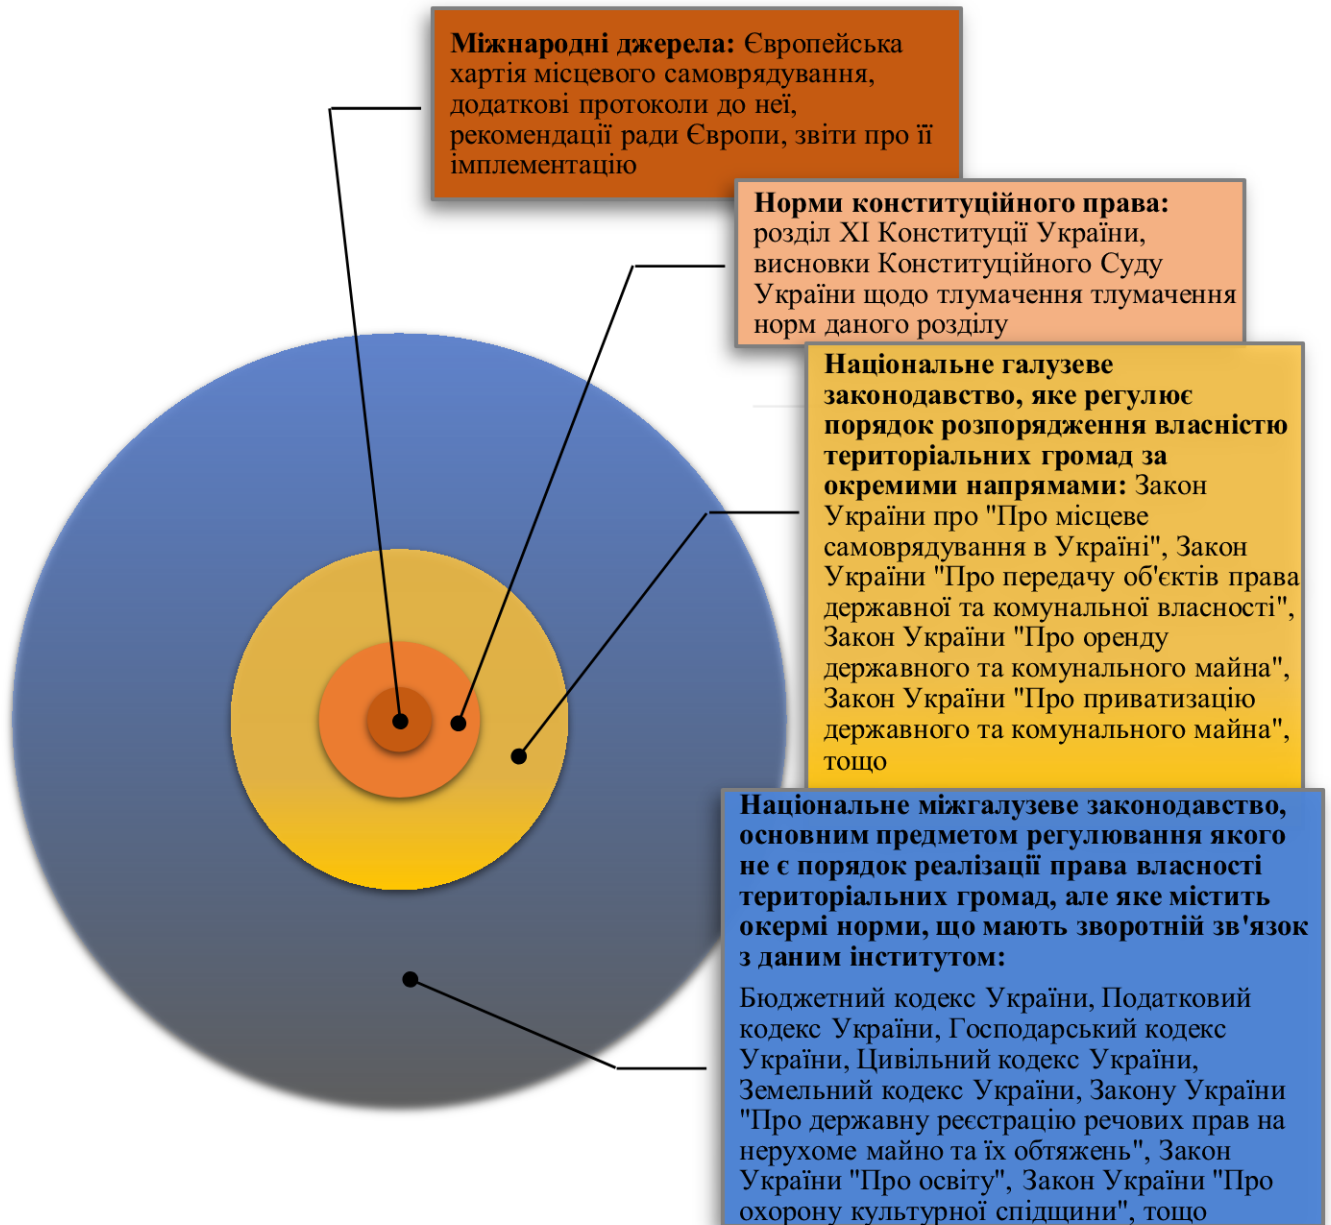 Міжнародні джерела: Європейська
хартія місцевого самоврядування,
додаткові протоколи до неї,
рекомендації ради Європи, звіти про її
імплементацію
Норми конституційного права:
розділ XI Конституції України,
висновки Конституційного Суду
України щодо тлумачення тлумачення
норм даного розділу
Національне галузеве
законодавство, яке регулює
порядок розпорядження власністю
територіальних громад за
окремими напрямами: Закон
України про "Про місцеве
самоврядування в Україні", Закон
України "Про передачу об'єктів права
державної та комунальної власності",
Закон України "Про оренду
державного та комунального майна",
Закон України "Про приватизацію
державного та комунального майна",
тощо
Національне міжгалузеве законодавство,
основним предметом регулювання якого
не є порядок реалізації права власності
територіальних громад, але яке містить
окермі норми, що мають зворотній зв'язок
з даним інститутом:
Бюджетний кодекс України, Податковий
кодекс України, Господарський кодекс
України, Цивільний кодекс України,
Земельний кодекс України, Закону України
"Про державну реєстрацію речових прав на
нерухоме майно та їх обтяжень", Закон
України "Про освіту", Закон України "Про
охорону культурної спідщини", тощо